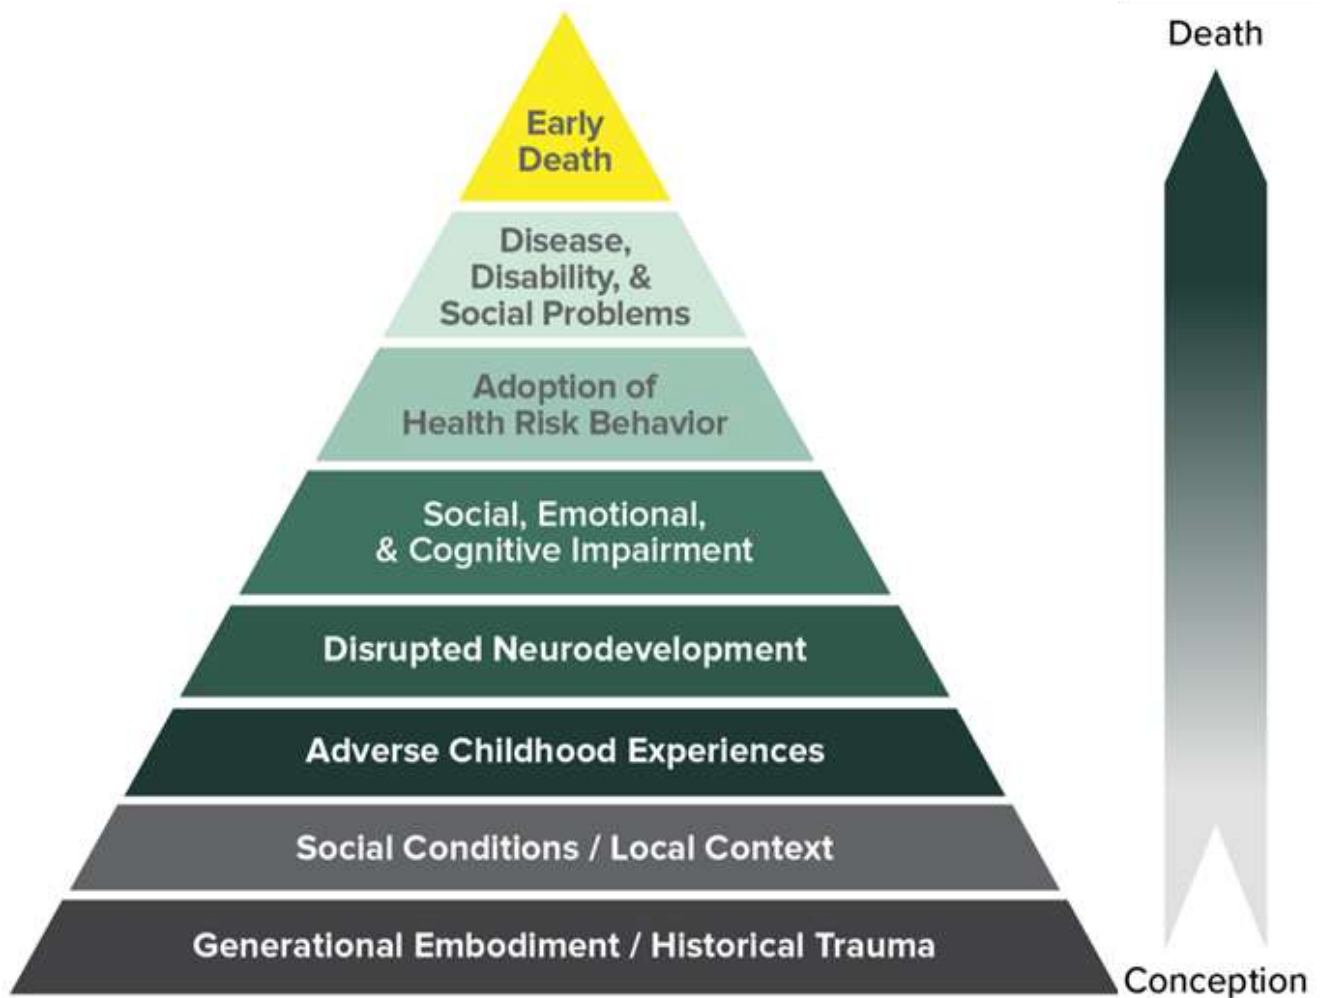 Death
Early
Death
Disease,
Disability, &
Social Problems
Adoption of
Health Risk Behavior
Social, Emotional,
& Cognitive Impairment
Disrupted Neurodevelopment
Adverse Childhood Experiences
Social Conditions / Local Context
Generational Embodiment / Historical Trauma
Conception